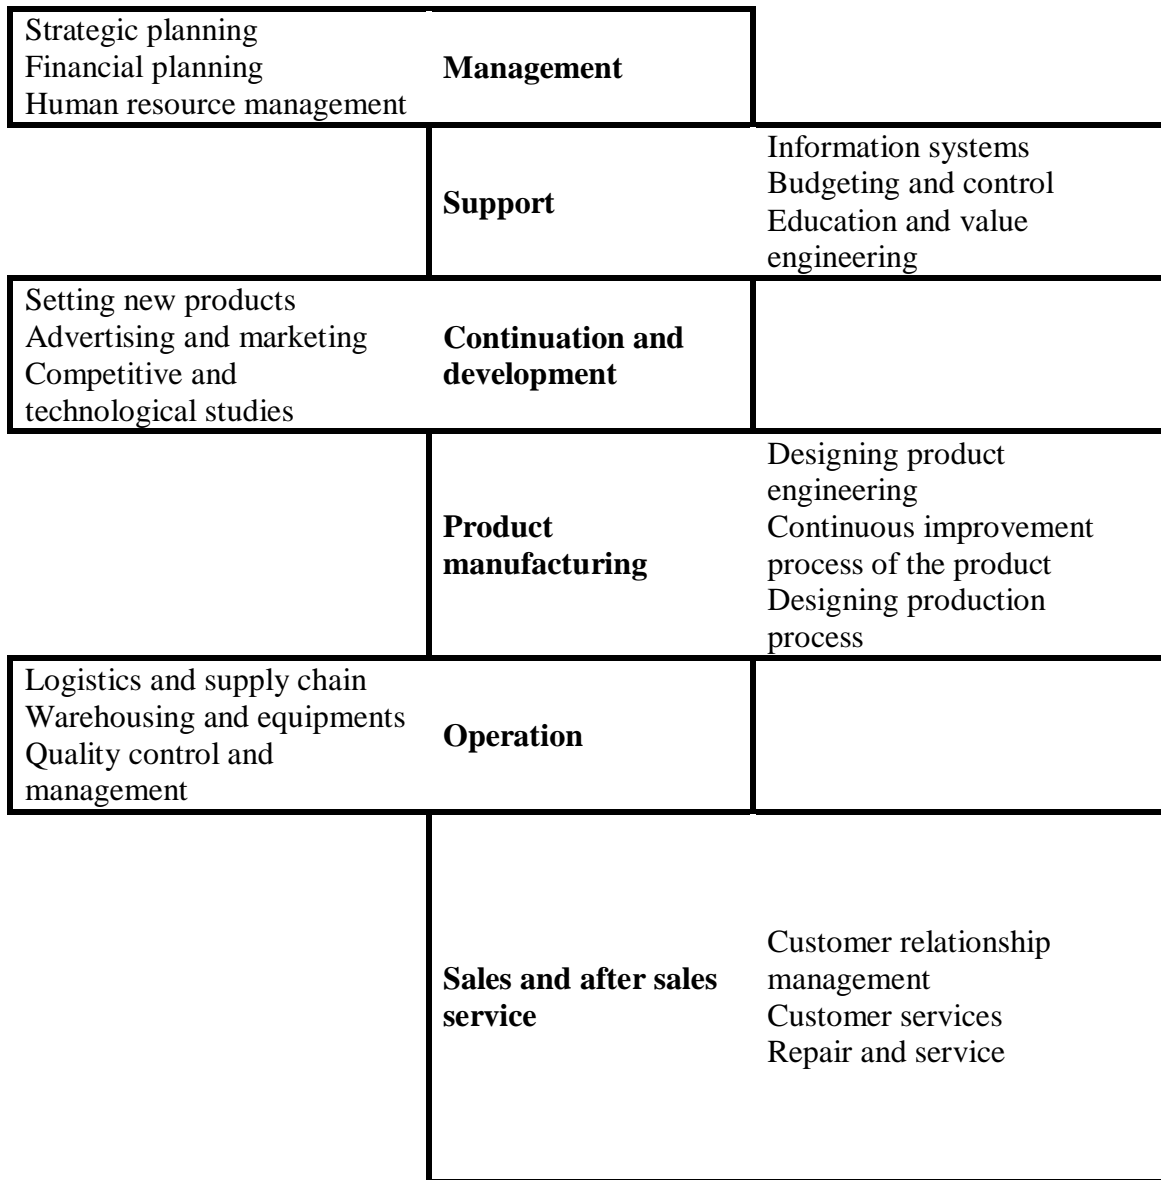 Strategic planning
Financial planning
Human resource management
Management
Support
Information systems
Budgeting and control
Education and value
engineering
Setting new products
Advertising and marketing
Competitive and
technological studies
Continuation and
development
Product
manufacturing
Designing product
engineering
Continuous improvement
process of the product
Designing production
process
Logistics and supply chain
Warehousing and equipments
Quality control and
management
Operation
Sales and after sales
service
Customer relationship
management
Customer services
Repair and service